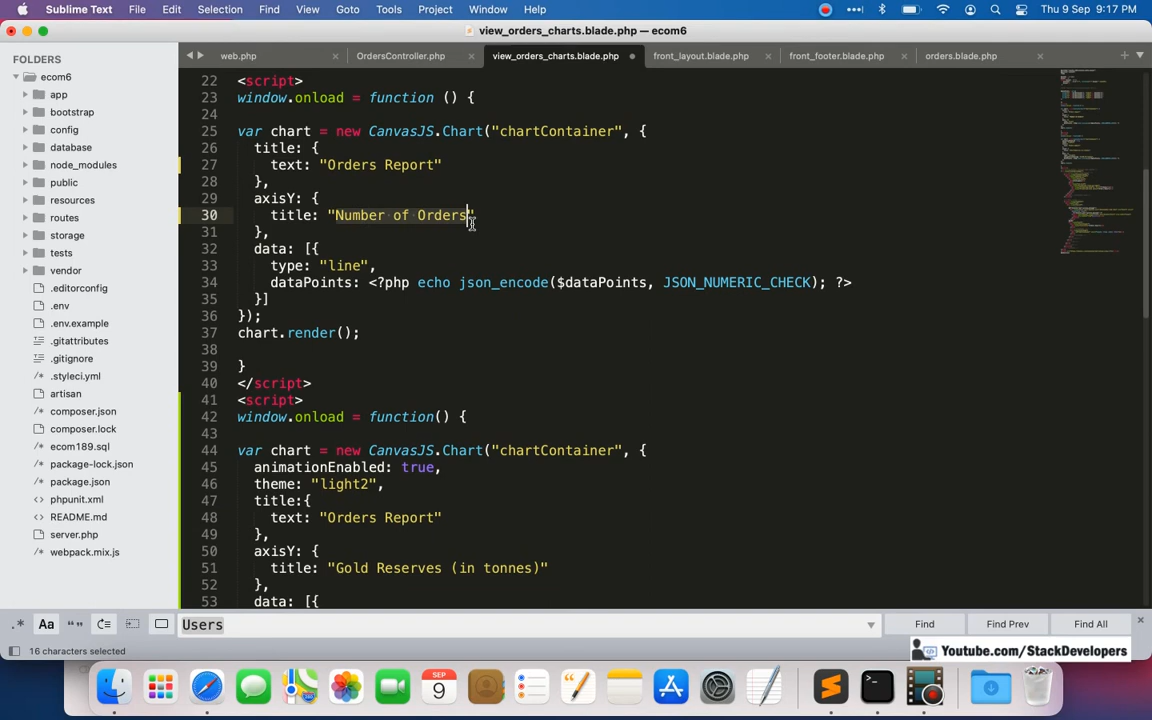 Sublime Text File Edit Selection Find View Goto Tools Project Window Help Thu 9 Sep 9:17 PM
view_orders_charts.blade.php — ecom6
FOLDERS
ecom6
app
bootstrap
config
database
node_modules
public
resources
routes
storage
tests
vendor
.editorconfig
.env
.env.example
.gitattributes
.gitignore
.styleci.yml
artisan
composer.json
composer.lock
ecom189.sql
package-lock.json
package.json
phpunit.xml
README.md
server.php
webpack.mix.js
web.php OrdersController.php view_orders_charts.blade.php front_layout.blade.php front_footer.blade.php orders.blade.php
22 <script>
23 window.onload = function () {
24
25 var chart = new CanvasJS.Chart("chartContainer", {
26 title: {
27 text: "Orders Report"
28 },
29 axisY: {
30 title: "Number of Orders"
31 },
32 data: [{
33 type: "line",
34 dataPoints: <?php echo json_encode($dataPoints, JSON_NUMERIC_CHECK); ?>
35 }]
36 });
37 chart.render();
38
39 }
40 </script>
41 <script>
42 window.onload = function() {
43
44 var chart = new CanvasJS.Chart("chartContainer", {
45 animationEnabled: true,
46 theme: "light2",
47 title:{
48 text: "Orders Report"
49 },
50 axisY: {
51 title: "Gold Reserves (in tonnes)"
52 },
53 data: [{
.* Aa "" Users Find Find Prev Find All
16 characters selected
Youtube.com/StackDevelopers
SEP
9